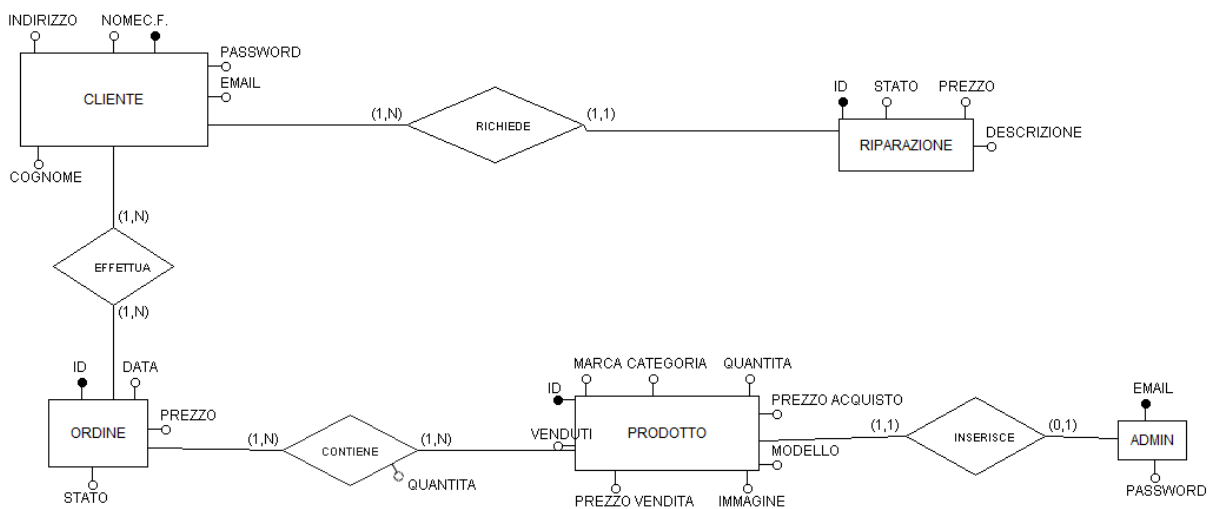 INDIRIZZO NOME C.F.
PASSWORD
EMAIL
CLIENTE
COGNOME
(1,N) RICHIEDE (1,1)
ID STATO PREZZO
DESCRIZIONE
RIPARAZIONE
(1,N)
EFFETTUA
(1,N)
ID DATA
PREZZO
ORDINE
STATO
(1,N) CONTIENE (1,N)
QUANTITA
MARCA CATEGORIA QUANTITA
ID
PREZZO ACQUISTO
VENDUTI PRODOTTO
MODELLO
PREZZO VENDITA IMMAGINE
(1,1) INSERISCE (0,1)
EMAIL
ADMIN
PASSWORD